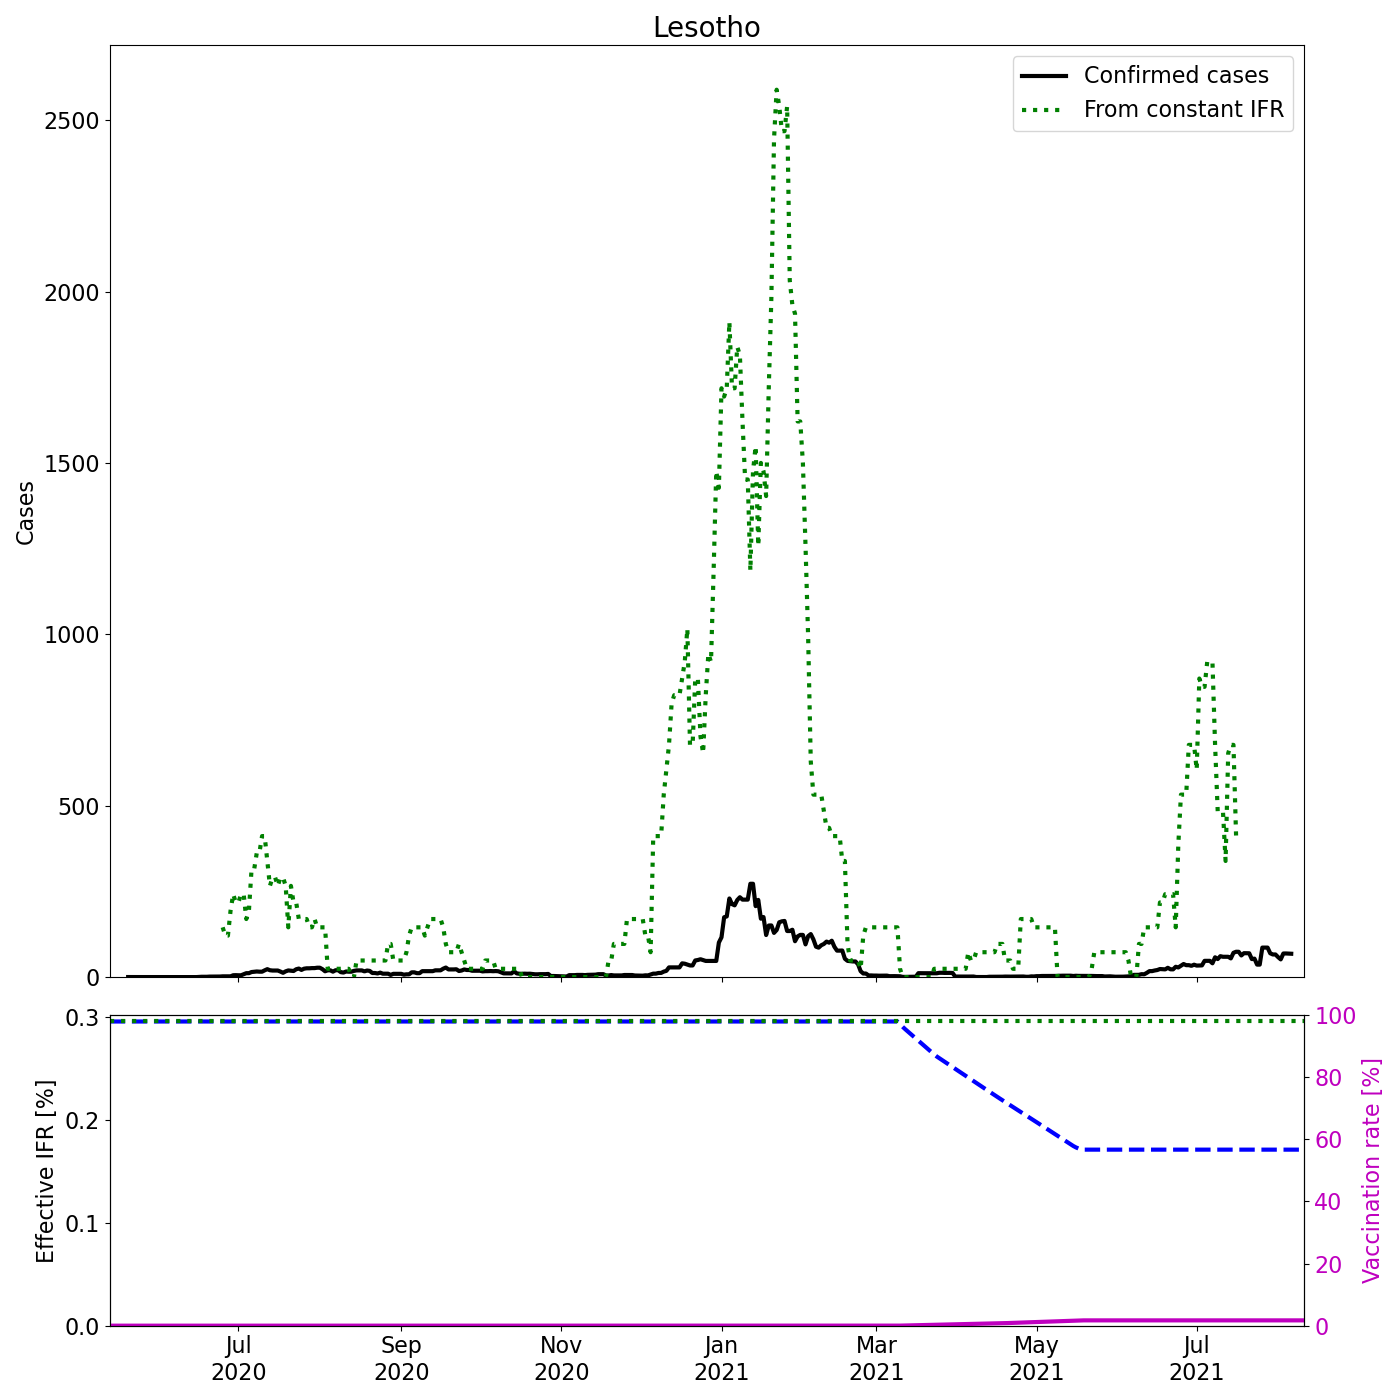 Lesotho
Confirmed cases
From constant IFR
Cases
2500
2000
1500
1000
500
0
Effective IFR [%]
0.3
0.2
0.1
0.0
Vaccination rate [%]
100
80
60
40
20
0
Jul Sep Nov Jan Mar May Jul
2020 2020 2020 2021 2021 2021 2021